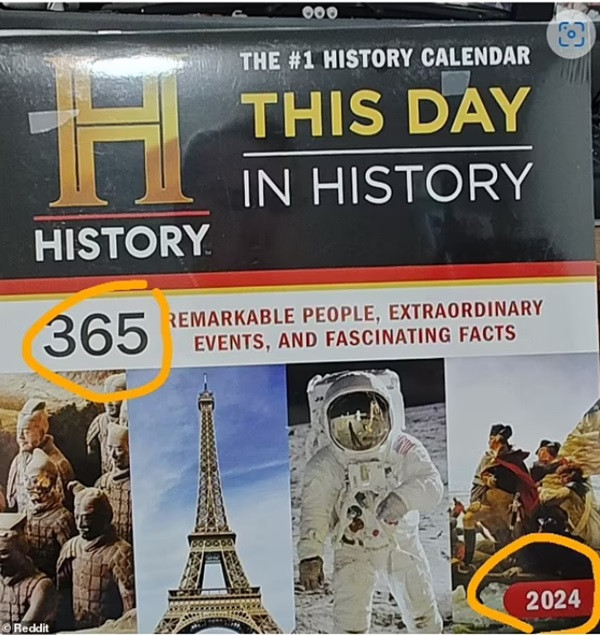 THE #1 HISTORY CALENDAR
THIS DAY
IN HISTORY
H
HISTORY
365
REMARKABLE PEOPLE, EXTRAORDINARY
EVENTS, AND FASCINATING FACTS
2024
© Reddit